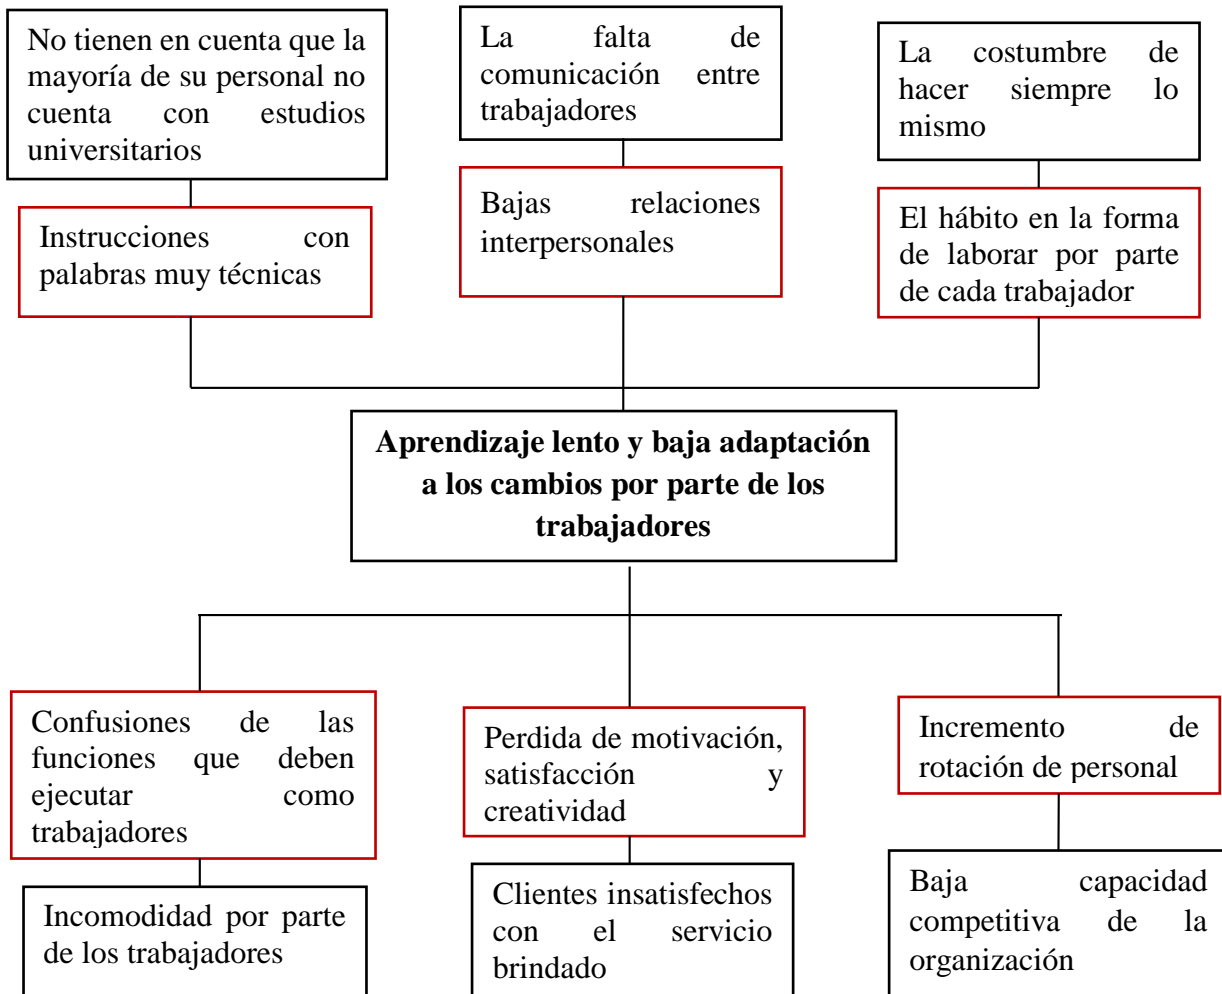 No tienen en cuenta que la
mayoría de su personal no
cuenta con estudios
universitarios
La falta de
comunicación entre
trabajadores
La costumbre de
hacer siempre lo
mismo
Instrucciones con
palabras muy técnicas
Bajas relaciones
interpersonales
El hábito en la forma
de laborar por parte
de cada trabajador
Aprendizaje lento y baja adaptación
a los cambios por parte de los
trabajadores
Confusiones de las
funciones que deben
ejecutar como
trabajadores
Perdida de motivación,
satisfacción y
creatividad
Incremento de
rotación de personal
Incomodidad por parte
de los trabajadores
Clientes insatisfechos
con el servicio
brindado
Baja capacidad
competitiva de la
organización